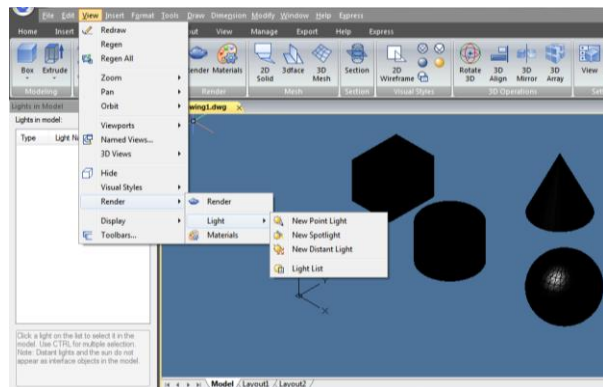 File Edit View Insert Format Tools Draw Dimension Modify Window Help Express
Home Insert out View Manage Export Help Express
Box Extrude
Render Materials
2D Solid
3dface
3D Mesh
Section
2D Wireframe
Rotate 3D
3D Align
3D Mirror
3D Array
View
Modeling
Render
Mesh
Section
Visual Styles
3D Operations
Lights in Model
wing1.dwg
Lights in model:
Type Light Na
Redraw
Regen
Regen All
Zoom
Pan
Orbit
Viewports
Named Views...
3D Views
Hide
Visual Styles
Render
Display
Toolbars...
Render
Light
Materials
New Point Light
New Spotlight
New Distant Light
Light List
Y
X
Click a light on the list to select it in the
model. Use CTRL for multiple selection.
Note: Distant lights and the sun do not
appear as interface objects in the model.
Model Layout1 Layout2